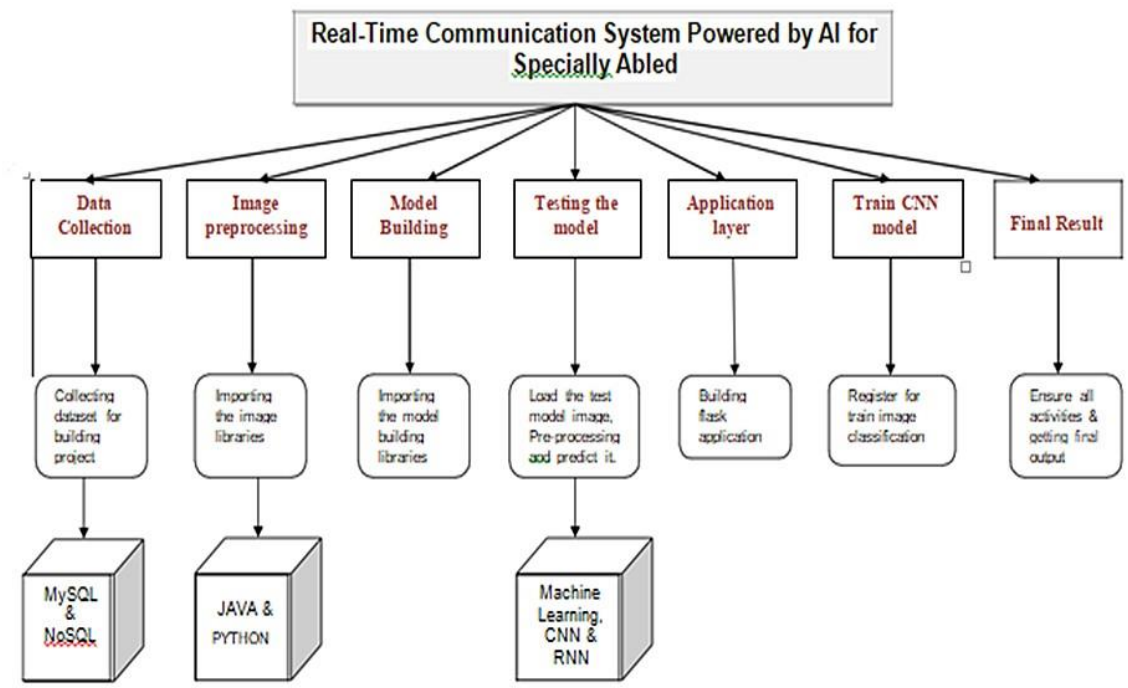 Real-Time Communication System Powered by AI for
Specially Abled
Data
Collection
Image
preprocessing
Model
Building
Testing the
model
Application
layer
Train CNN
model
Final Result
Collecting
dataset for
building
project
Importing
the image
libraries
Importing
the model
building
libraries
Load the test
model image,
Pre-processing
aod predict it.
Building
flask
application
Register for
train image
classification
Ensure all
activities &
getting final
output
MySQL
&
NoSQL
JAVA &
PYTHON
Machine
Learning,
CNN &
RNN